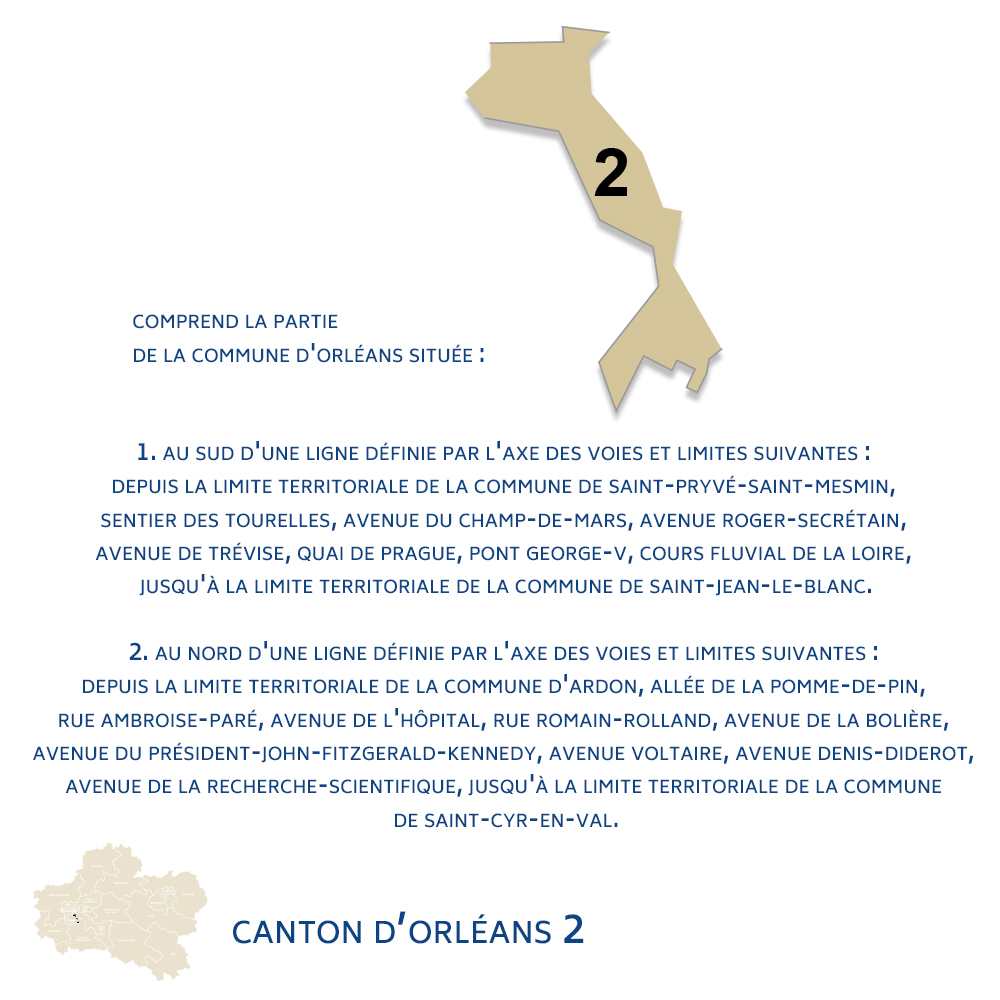 2
COMPREND LA PARTIE
DE LA COMMUNE D'ORLÉANS SITUÉE :
1. AU SUD D'UNE LIGNE DÉFINIE PAR L'AXE DES VOIES ET LIMITES SUIVANTES :
DEPUIS LA LIMITE TERRITORIALE DE LA COMMUNE DE SAINT-PRYVÉ-SAINT-MESMIN,
SENTIER DES TOURELLES, AVENUE DU CHAMP-DE-MARS, AVENUE ROGER-SECRÉTAIN,
AVENUE DE TRÉVISE, QUAI DE PRAGUE, PONT GEORGE-V, COURS FLUVIAL DE LA LOIRE,
JUSQU'À LA LIMITE TERRITORIALE DE LA COMMUNE DE SAINT-JEAN-LE-BLANC.
2. AU NORD D'UNE LIGNE DÉFINIE PAR L'AXE DES VOIES ET LIMITES SUIVANTES :
DEPUIS LA LIMITE TERRITORIALE DE LA COMMUNE D'ARDON, ALLÉE DE LA POMME-DE-PIN,
RUE AMBROISE-PARÉ, AVENUE DE L'HÔPITAL, RUE ROMAIN-ROLLAND, AVENUE DE LA BOLIÈRE,
AVENUE DU PRÉSIDENT-JOHN-FITZGERALD-KENNEDY, AVENUE VOLTAIRE, AVENUE DENIS-DIDEROT,
AVENUE DE LA RECHERCHE-SCIENTIFIQUE, JUSQU'À LA LIMITE TERRITORIALE DE LA COMMUNE
DE SAINT-CYR-EN-VAL.
CANTON D'ORLÉANS 2